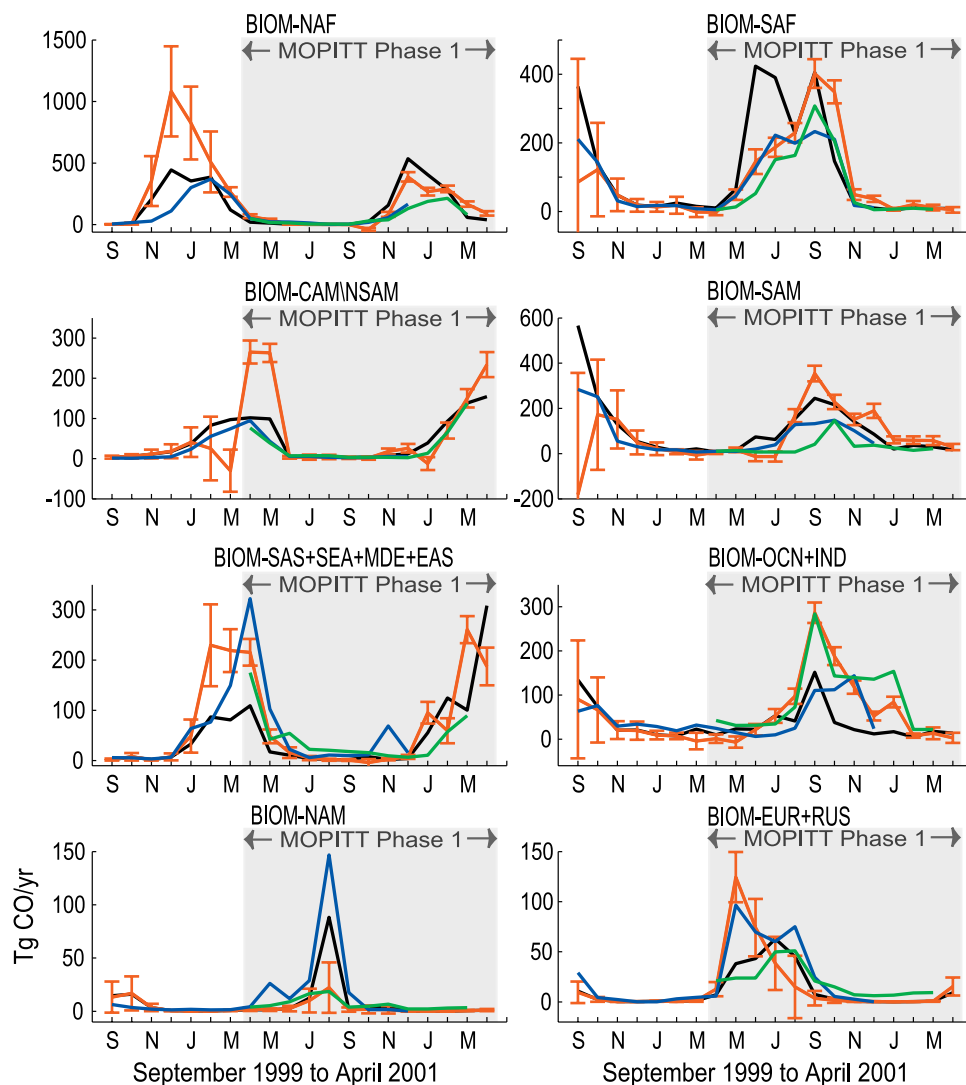 BIOM-NAF
MOPITT Phase 1
1500
1000
500
0
S N J M M J S N J M
BIOM-SAF
MOPITT Phase 1
400
200
0
S N J M M J S N J M
BIOM-CAM\NSAM
MOPITT Phase 1
300
200
100
0
-100
S N J M M J S N J M
BIOM-SAM
MOPITT Phase 1
600
400
200
0
-200
S N J M M J S N J M
BIOM-SAS+SEA+MDE+EAS
MOPITT Phase 1
300
200
100
0
S N J M M J S N J M
BIOM-OCN+IND
MOPITT Phase 1
300
200
100
0
S N J M M J S N J M
BIOM-NAM
MOPITT Phase 1
Tg CO/yr
150
100
50
0
S N J M M J S N J M
September 1999 to April 2001
BIOM-EUR+RUS
MOPITT Phase 1
150
100
50
0
S N J M M J S N J M
September 1999 to April 2001